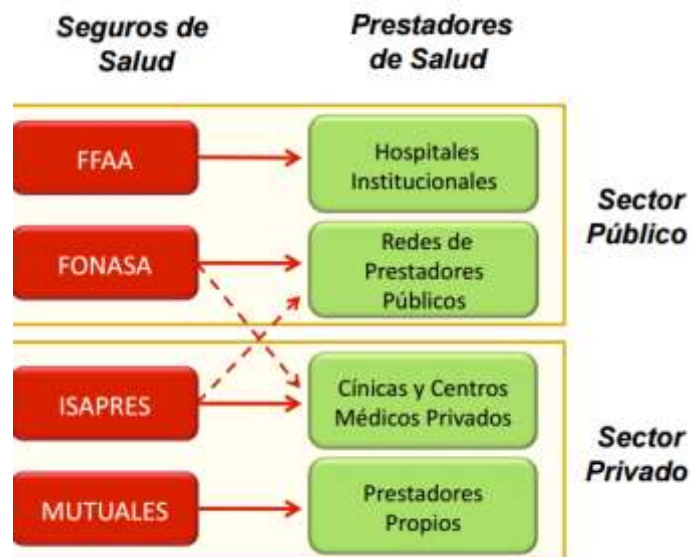 Seguros de
Salud
Prestadores
de Salud
FFAA
Hospitales
Institucionales
FONASA
Redes de
Prestadores
Públicos
Sector
Público
ISAPRES
Cínicas y Centros
Médicos Privados
MUTUALES
Prestadores
Propios
Sector
Privado